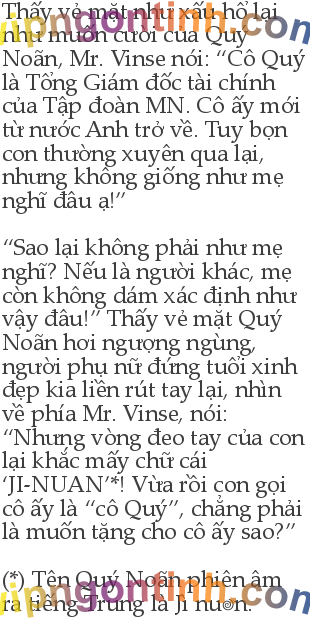 Thấy vẻ mặt như xấu hổ lại
như muốn cười của Quý
Noãn, Mr. Vinse nói: “Cô Quý
là Tổng Giám đốc tài chính
của Tập đoàn MN. Cô ấy mới
từ nước Anh trở về. Tuy bọn
con thường xuyên qua lại,
nhưng không giống như mẹ
nghĩ đâu ạ!”
“Sao lại không phải như mẹ
nghĩ? Nếu là người khác, mẹ
còn không dám xác định như
vậy đâu!” Thấy vẻ mặt Quý
Noãn hơi ngượng ngùng,
người phụ nữ đứng tuổi xinh
đẹp kia liền rút tay lại, nhìn
về phía Mr. Vinse, nói:
“Nhưng vòng đeo tay của con
lại khắc mấy chữ cái
‘JI-NUAN’*! Vừa rồi con gọi
cô ấy là “cô Quý”, chẳng phải
là muốn tặng cho cô ấy sao?”
(*) Tên Quý Noãn phiên âm
ra tiếng Trung là Jì nuǎn.
vipngontinh.com
vipngontinh.com